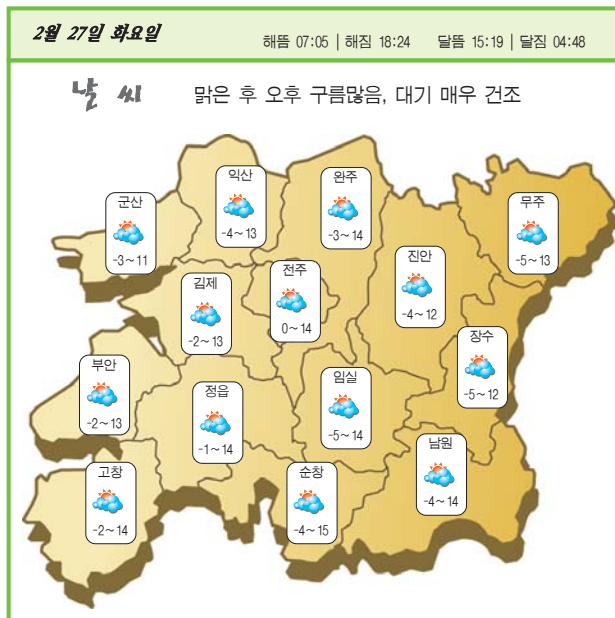 2월 27일 화요일
해뜸 07:05 | 해짐 18:24 달뜸 15:19 | 달짐 04:48
날 씨 맑은 후 오후 구름많음, 대기 매우 건조
익산
-4~13
완주
-3~14
무주
-5~13
군산
-3~11
진안
-4~12
전주
0~14
김제
-2~13
장수
-5~12
부안
-2~13
임실
-5~14
정읍
-1~14
남원
-4~14
고창
-2~14
순창
-4~15